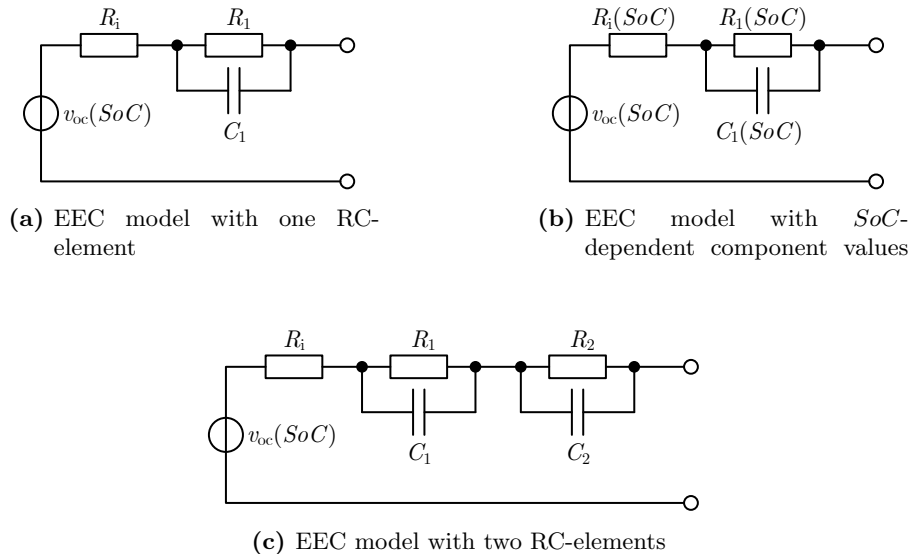 R_i R_1
v_oc(SoC)
C_1
(a) EEC model with one RC-
element
R_i(SoC) R_1(SoC)
v_oc(SoC)
C_1(SoC)
(b) EEC model with SoC-
dependent component values
R_i R_1 R_2
v_oc(SoC)
C_1 C_2
(c) EEC model with two RC-elements